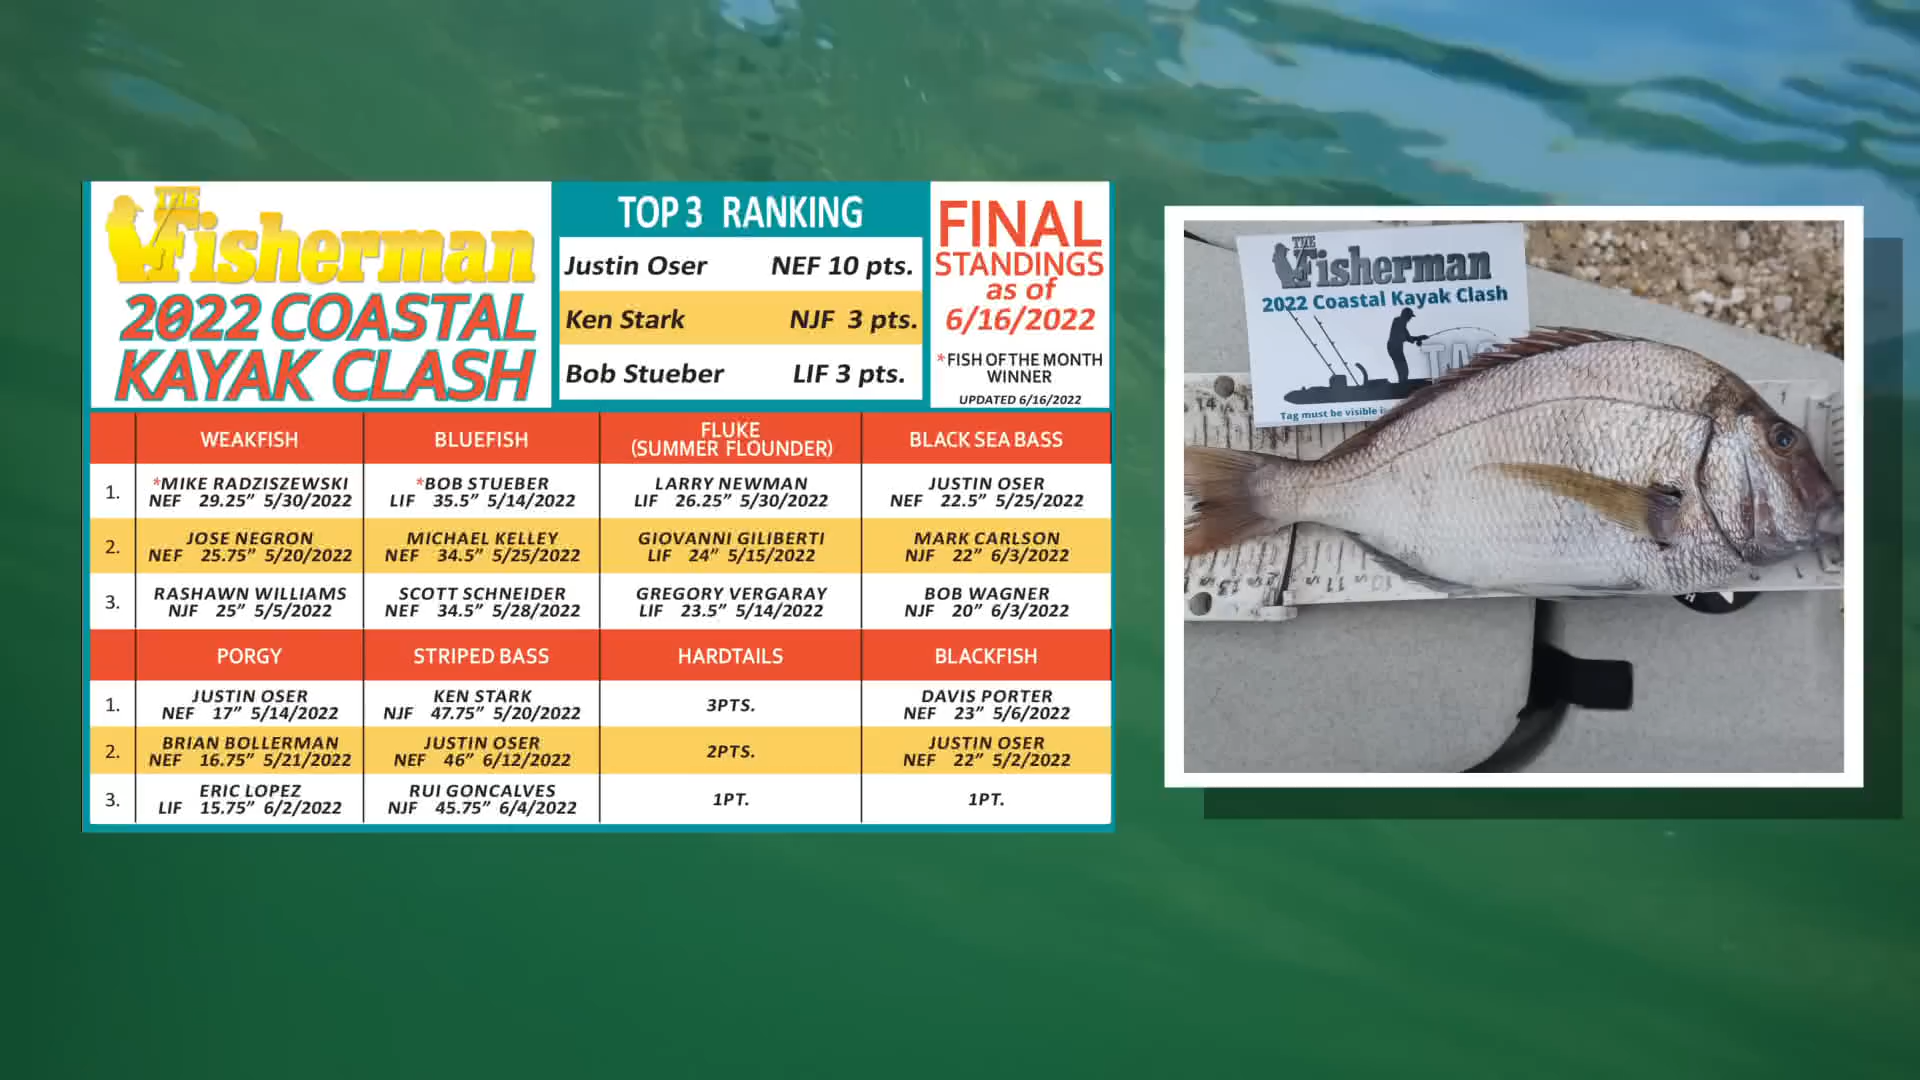 THE
Fisherman
2022 COASTAL
KAYAK CLASH
TOP 3 RANKING
Justin Oser NEF 10 pts.
Ken Stark NJF 3 pts.
Bob Stueber LIF 3 pts.
FINAL
STANDINGS
as of
6/16/2022
*FISH OF THE MONTH
WINNER
UPDATED 6/16/2022
WEAKFISH
BLUEFISH
FLUKE
(SUMMER FLOUNDER)
BLACK SEA BASS
1.
*MIKE RADZISZEWSKI
NEF 29.25" 5/30/2022
*BOB STUEBER
LIF 35.5" 5/14/2022
LARRY NEWMAN
LIF 26.25" 5/30/2022
JUSTIN OSER
NEF 22.5" 5/25/2022
2.
JOSE NEGRON
NEF 25.75" 5/20/2022
MICHAEL KELLEY
NEF 34.5" 5/25/2022
GIOVANNI GILIBERTI
LIF 24" 5/15/2022
MARK CARLSON
NJF 22" 6/3/2022
3.
RASHAWN WILLIAMS
NJF 25" 5/5/2022
SCOTT SCHNEIDER
NEF 34.5" 5/28/2022
GREGORY VERGARAY
LIF 23.5" 5/14/2022
BOB WAGNER
NJF 20" 6/3/2022
PORGY
STRIPED BASS
HARDTAILS
BLACKFISH
1.
JUSTIN OSER
NEF 17" 5/14/2022
KEN STARK
NJF 47.75" 5/20/2022
3PTS.
DAVIS PORTER
NEF 23" 5/6/2022
2.
BRIAN BOLLERMAN
NEF 16.75" 5/21/2022
JUSTIN OSER
NEF 46" 6/12/2022
2PTS.
JUSTIN OSER
NEF 22" 5/2/2022
3.
ERIC LOPEZ
LIF 15.75" 6/2/2022
RUI GONCALVES
NJF 45.75" 6/4/2022
1PT.
1PT.
THE
Fisherman
2022 Coastal Kayak Clash
Tag must be visible